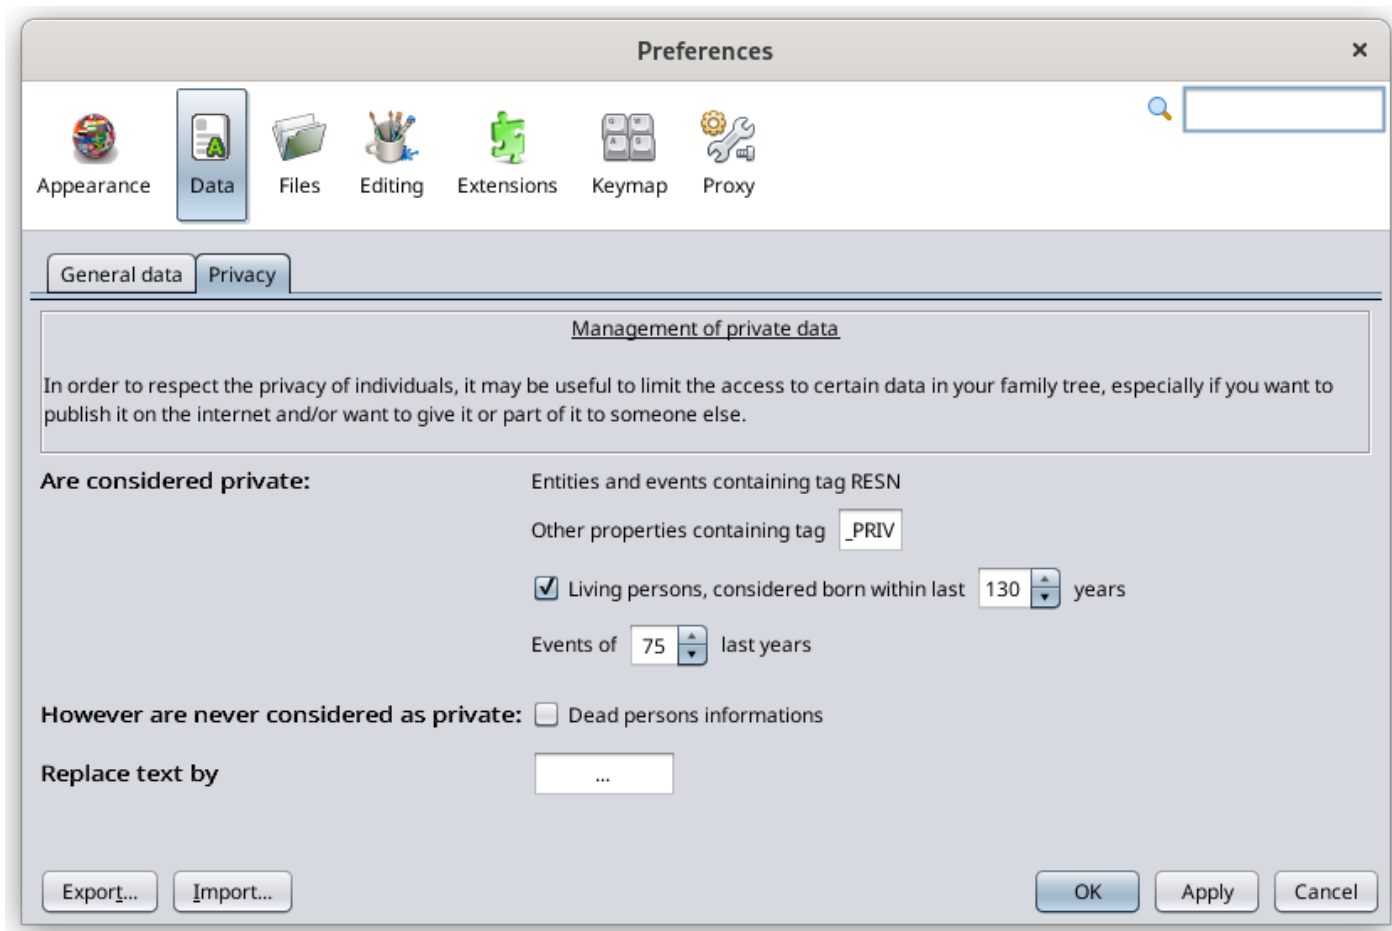 Preferences
Appearance Data Files Editing Extensions Keymap Proxy
General data Privacy
Management of private data
In order to respect the privacy of individuals, it may be useful to limit the access to certain data in your family tree, especially if you want to
publish it on the internet and/or want to give it or part of it to someone else.
Are considered private: Entities and events containing tag RESN
Other properties containing tag _PRIV
Living persons, considered born within last 130 years
Events of 75 last years
However are never considered as private: Dead persons informations
Replace text by ...
Export... Import... OK Apply Cancel